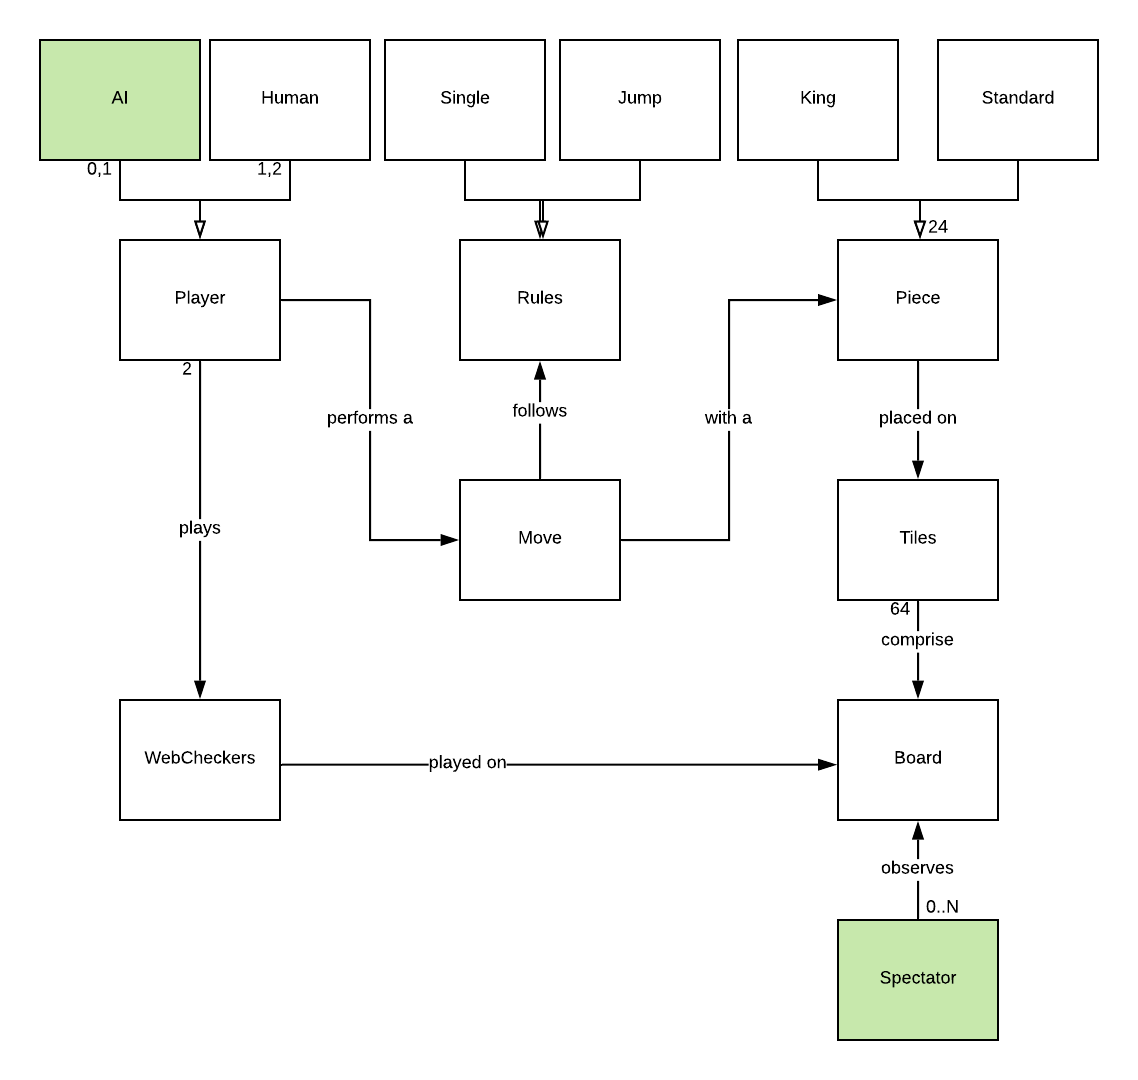 AI
Human
Single
Jump
King
Standard
0,1
1,2
24
Player
Rules
Piece
2
performs a
follows
with a
placed on
plays
Move
Tiles
64
comprise
WebCheckers
played on
Board
observes
0..N
Spectator